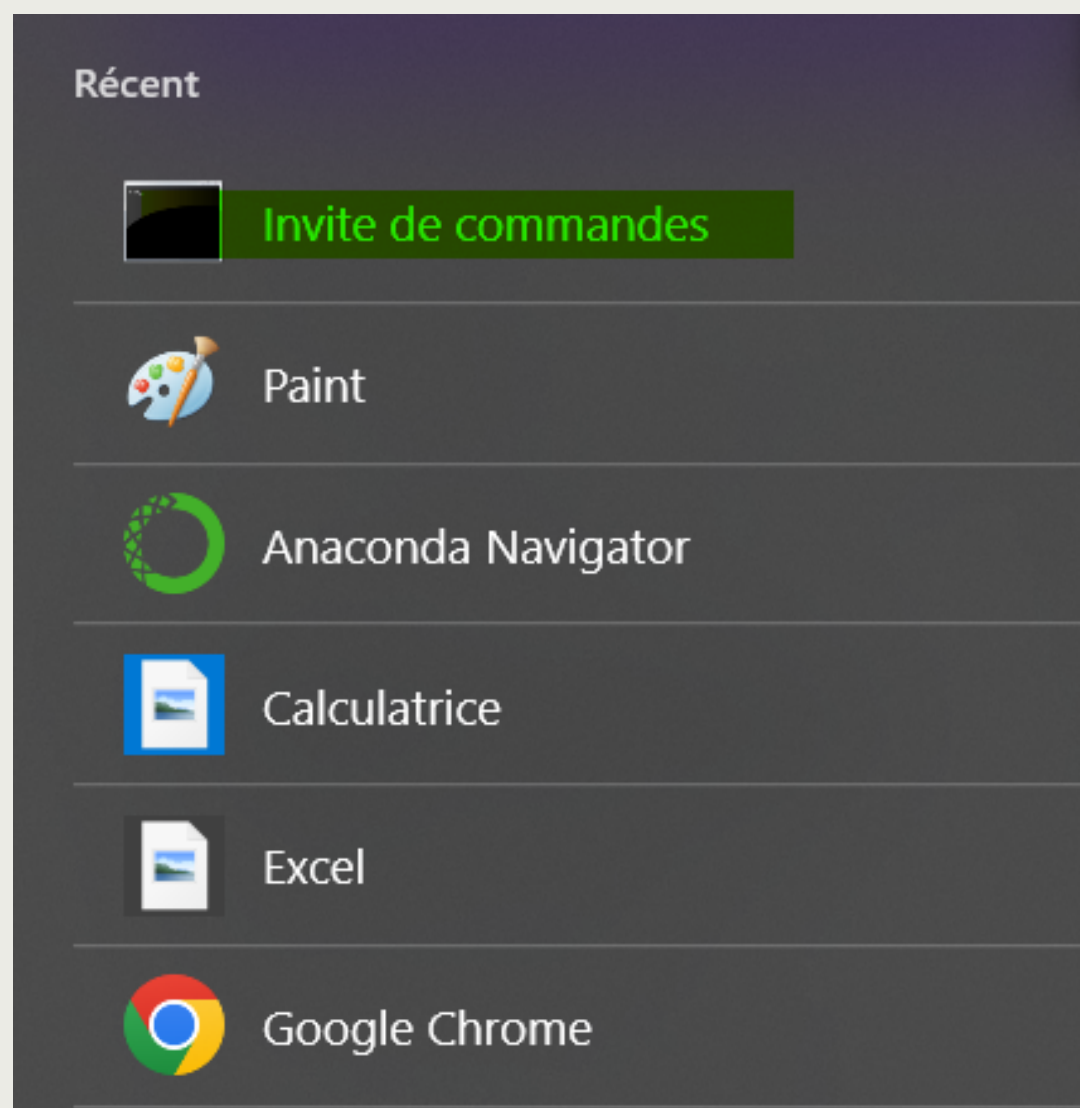 Récent
Invite de commandes
Paint
Anaconda Navigator
Calculatrice
Excel
Google Chrome